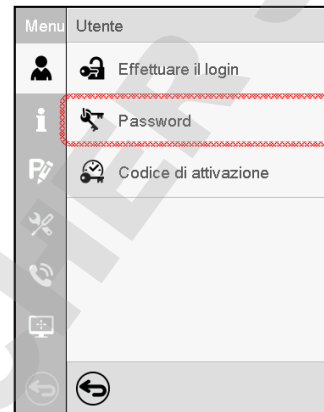 Menu Utente
Effettuare il login
Password
Codice di attivazione